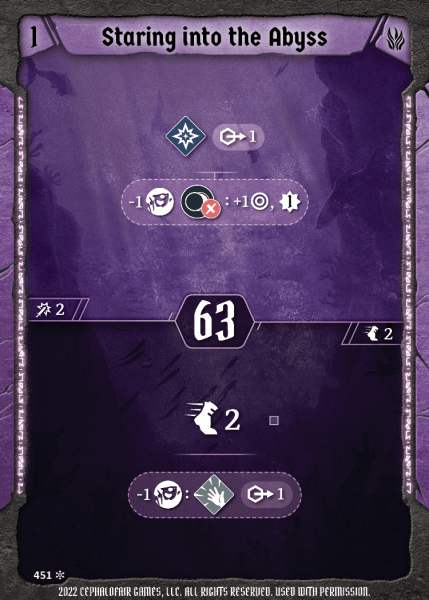 1 Staring into the Abyss
1
-1 : +1 , 1
2
63
2
2
-1 : 1
451
2022 CEPHALOFAIR GAMES, LLC. ALL RIGHTS RESERVED. USED WITH PERMISSION.